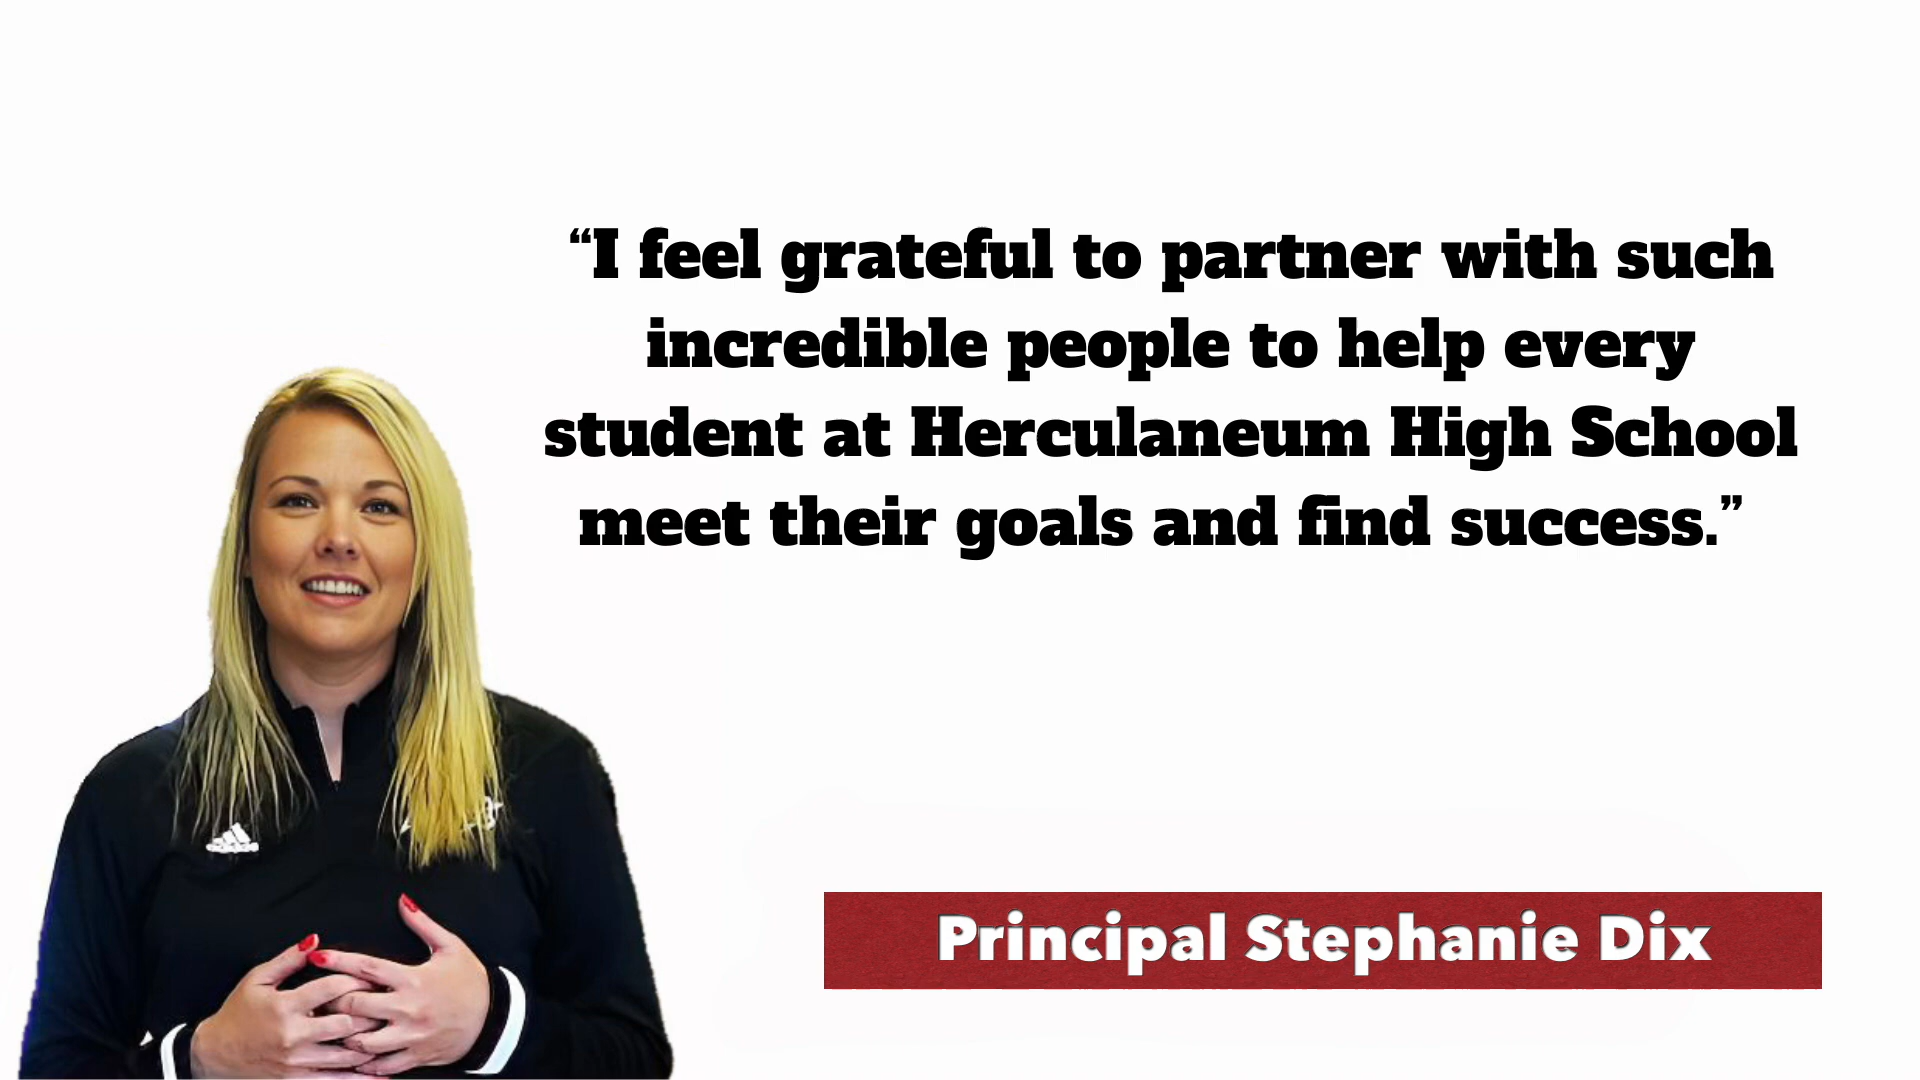 “I feel grateful to partner with such
incredible people to help every
student at Herculaneum High School
meet their goals and find success.”
Principal Stephanie Dix